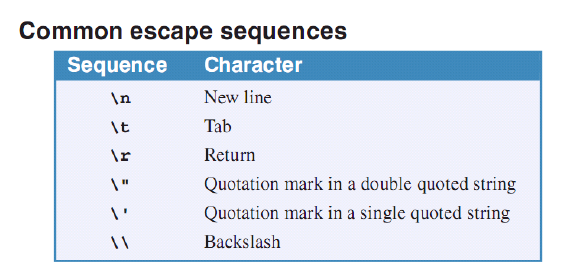 Common escape sequences
Sequence Character
\n New line
\t Tab
\r Return
\" Quotation mark in a double quoted string
\' Quotation mark in a single quoted string
\\ Backslash